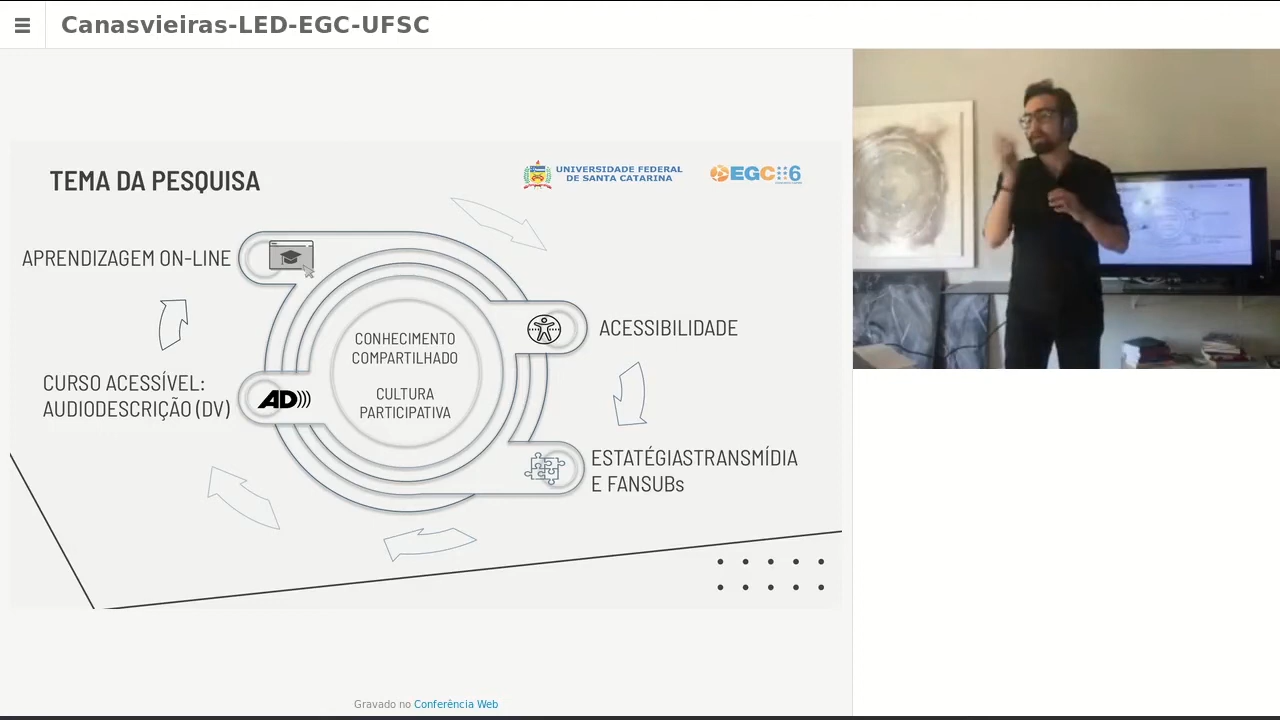 Canasvieiras-LED-EGC-UFSC
TEMA DA PESQUISA
UNIVERSIDADE FEDERAL
DE SANTA CATARINA
EGC 6
APRENDIZAGEM ON-LINE
CONHECIMENTO
COMPARTILHADO
CULTURA
PARTICIPATIVA
ACESSIBILIDADE
CURSO ACESSÍVEL:
AUDIODESCRIÇÃO (DV)
AD
ESTATÉGIASTRANSMÍDIA
E FANSUBs
Gravado no Conferência Web